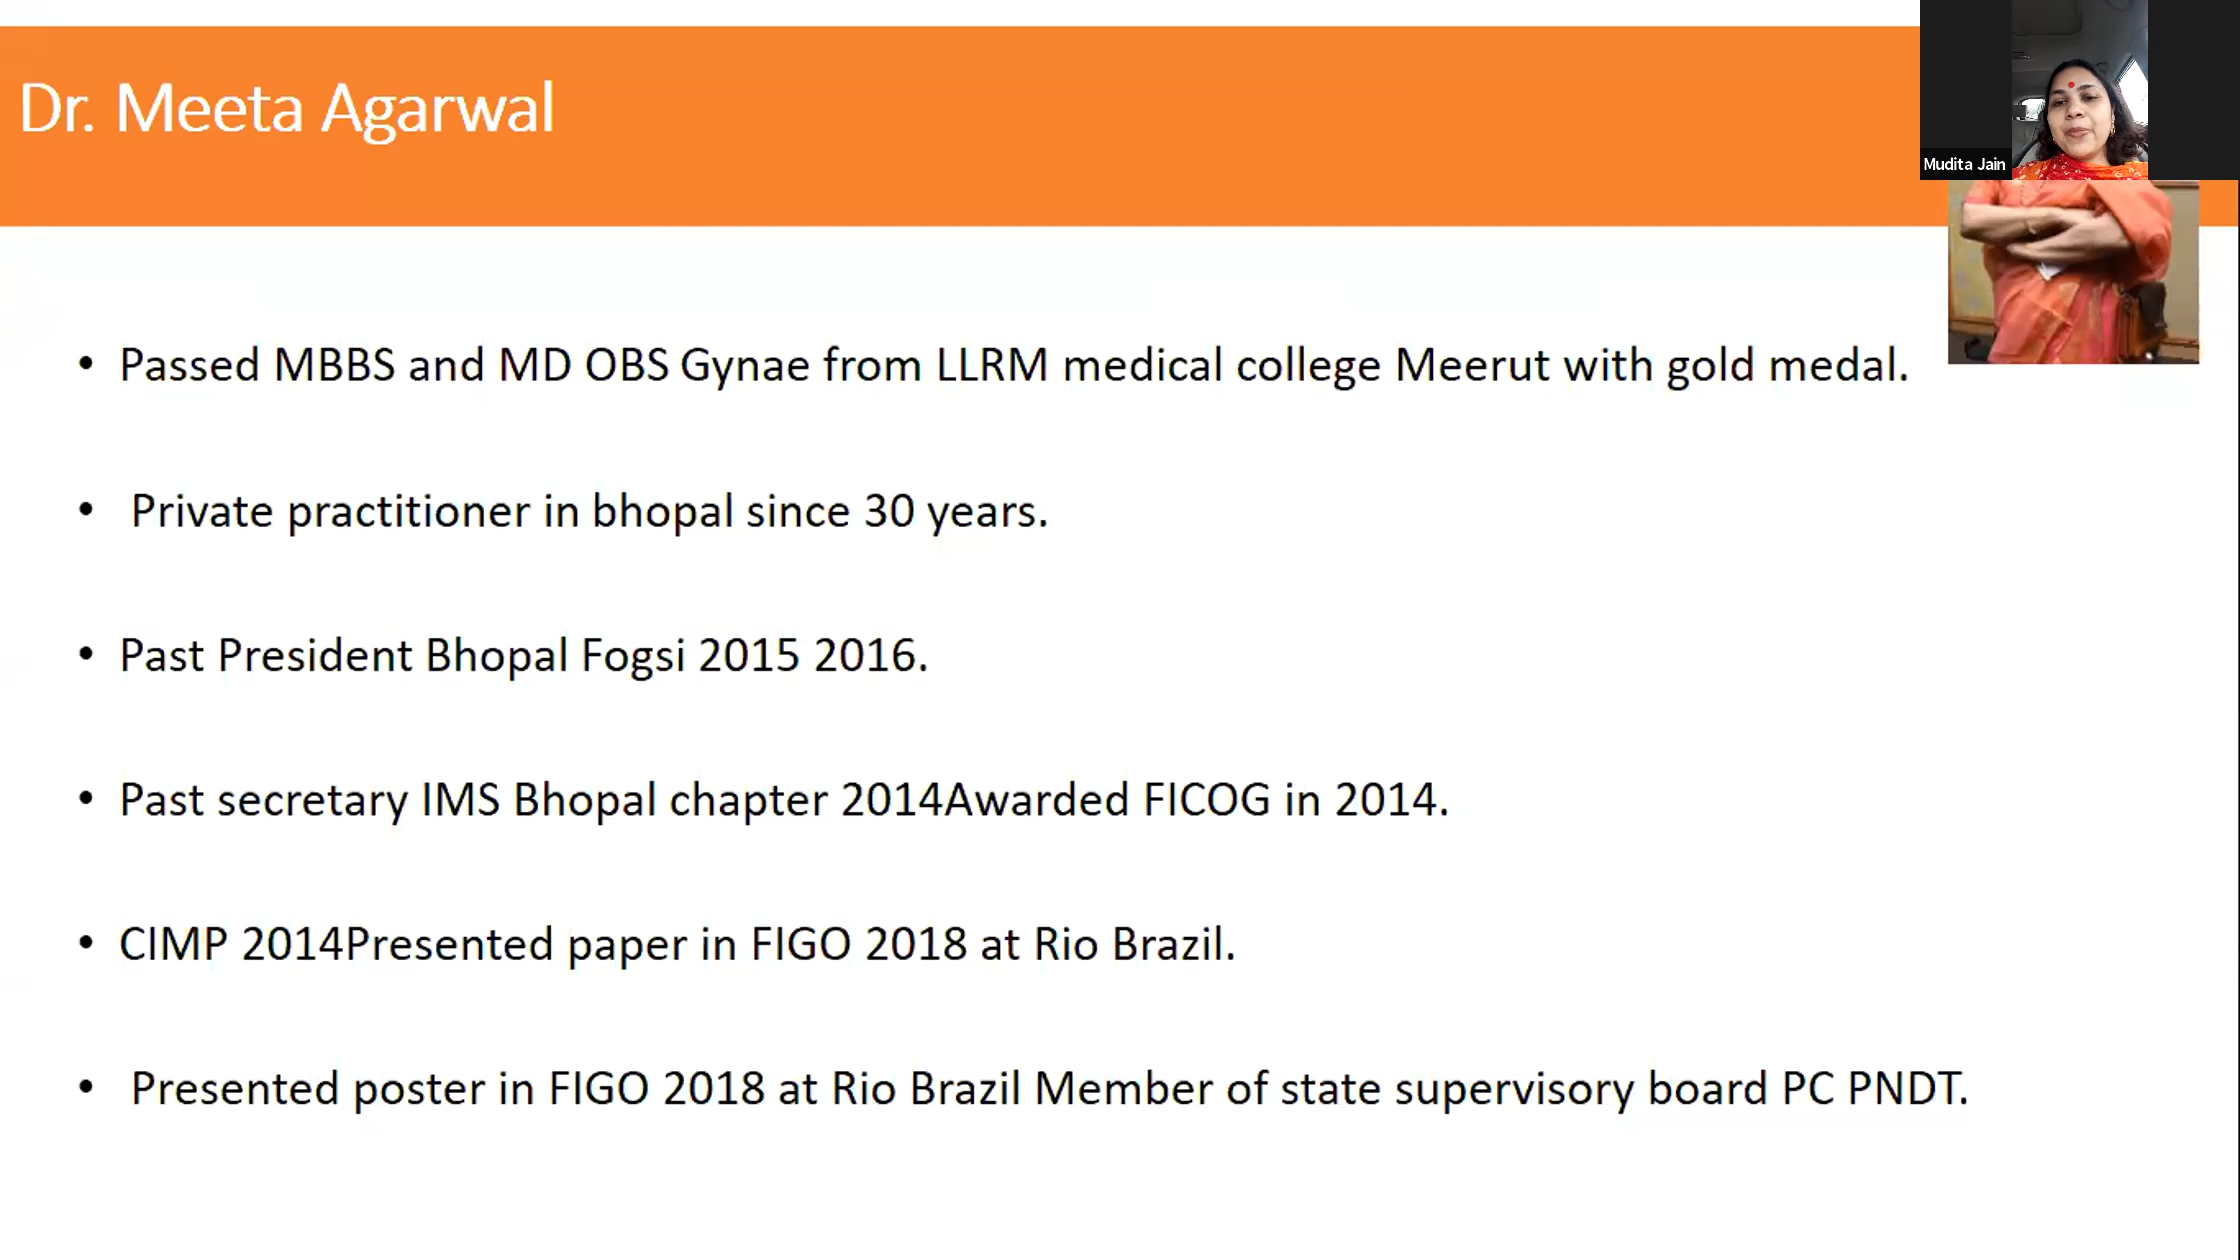 Dr. Meeta Agarwal
Mudita Jain
• Passed MBBS and MD OBS Gynae from LLRM medical college Meerut with gold medal.
• Private practitioner in bhopal since 30 years.
• Past President Bhopal Fogsi 2015 2016.
• Past secretary IMS Bhopal chapter 2014Awarded FICOG in 2014.
• CIMP 2014Presented paper in FIGO 2018 at Rio Brazil.
• Presented poster in FIGO 2018 at Rio Brazil Member of state supervisory board PC PNDT.